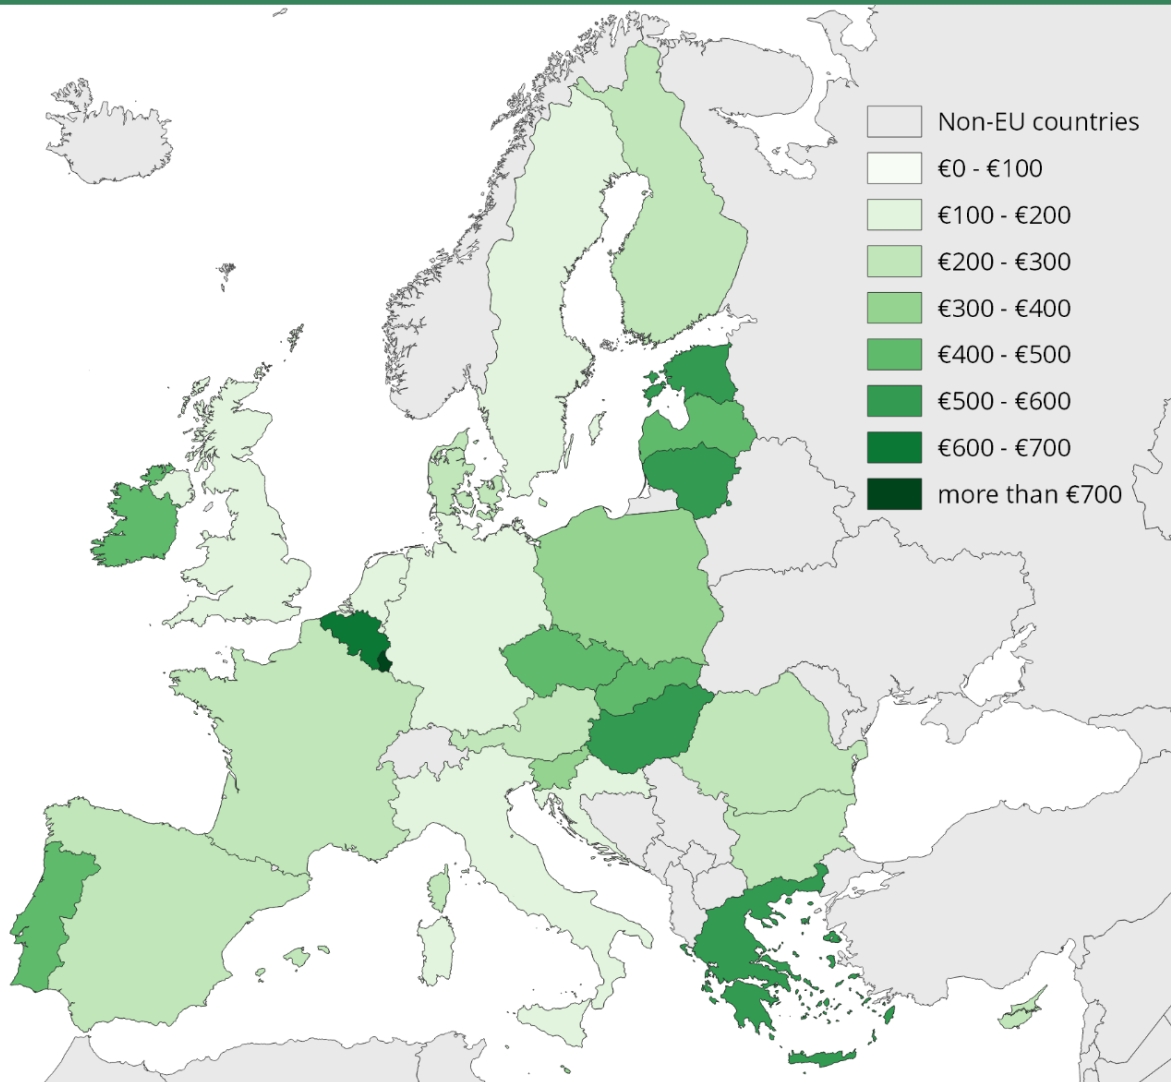 Non-EU countries
€0 - €100
€100 - €200
€200 - €300
€300 - €400
€400 - €500
€500 - €600
€600 - €700
more than €700